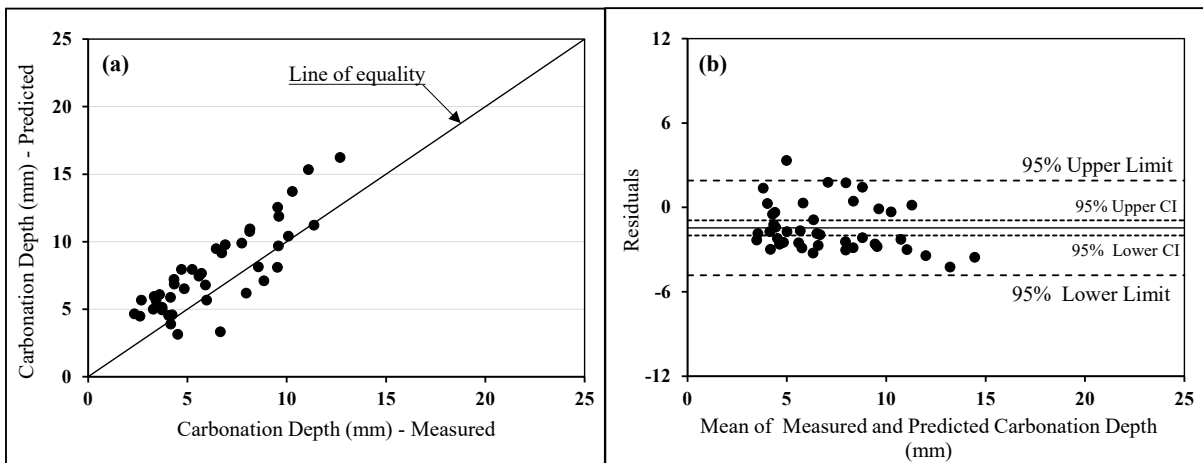 (a)
Line of equality
Carbonation Depth (mm) - Predicted
25
20
15
10
5
0
0 5 10 15 20 25
Carbonation Depth (mm) - Measured
(b)
Residuals
12
6
0
-6
-12
95% Upper Limit
95% Upper CI
95% Lower CI
95% Lower Limit
0 5 10 15 20 25
Mean of Measured and Predicted Carbonation Depth
(mm)